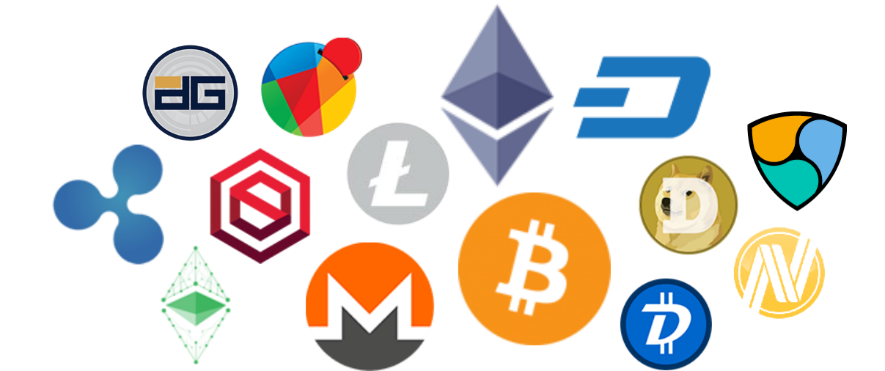 dG
Ł
Ð
₿
Ð